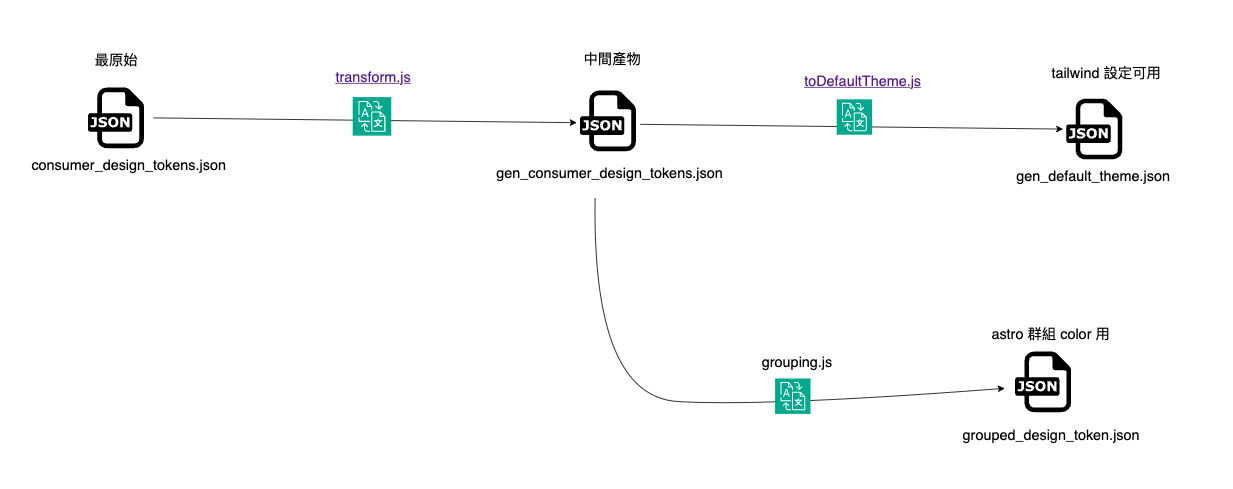 最原始
transform.js
中間產物
toDefaultTheme.js
tailwind 設定可用
JSON
JSON
JSON
consumer_design_tokens.json
gen_consumer_design_tokens.json
gen_default_theme.json
astro 群組 color 用
grouping.js
JSON
grouped_design_token.json